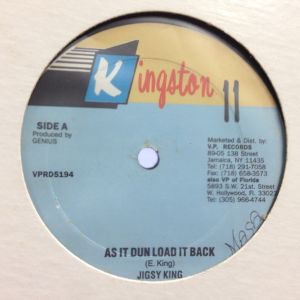 Kingston 11
SIDE A
Produced by
GENIUS
VPRD5194
Marketed & Dist. by:
V.P. RECORDS
89-05 138 Street
Jamaica, NY 11435
Tel: (718) 291-7058
Fax: (718) 658-3573
also VP of Florida
5893 S.W. 21st. Street
W. Hollywood, Fl. 33023
Tel: (305) 966-4744
AS IT DUN LOAD IT BACK
(E. King)
JIGSY KING